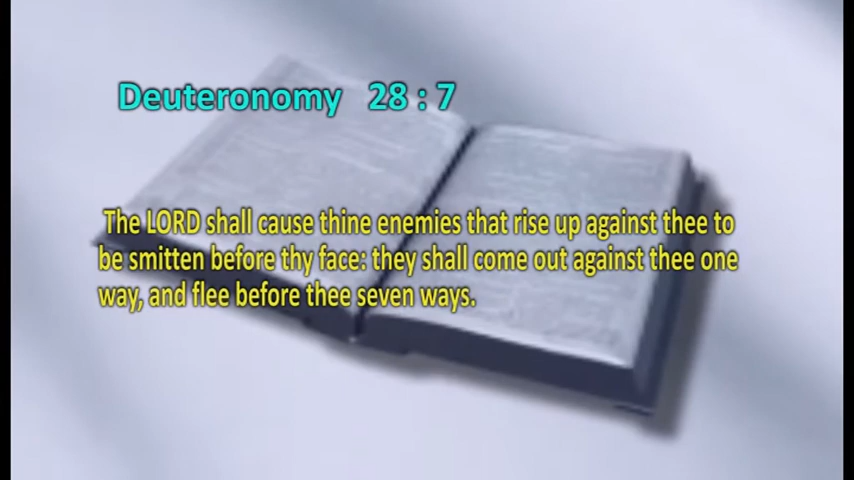 Deuteronomy 28 : 7
The LORD shall cause thine enemies that rise up against thee to
be smitten before thy face: they shall come out against thee one
way, and flee before thee seven ways.